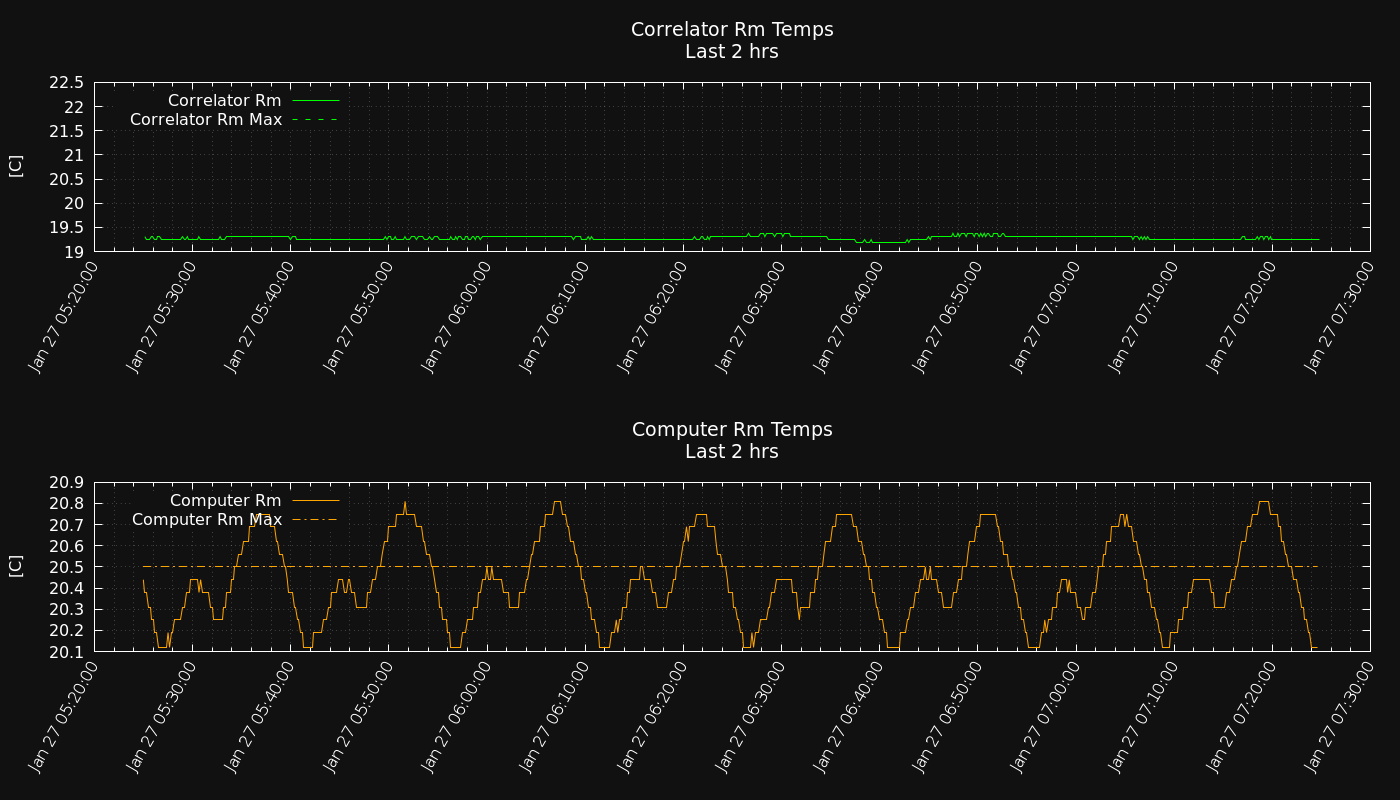 Correlator Rm Temps
Last 2 hrs
22.5
22
21.5
21
20.5
20
19.5
19
[C]
Correlator Rm
Correlator Rm Max
Jan 27 05:20:00
Jan 27 05:30:00
Jan 27 05:40:00
Jan 27 05:50:00
Jan 27 06:00:00
Jan 27 06:10:00
Jan 27 06:20:00
Jan 27 06:30:00
Jan 27 06:40:00
Jan 27 06:50:00
Jan 27 07:00:00
Jan 27 07:10:00
Jan 27 07:20:00
Jan 27 07:30:00
Computer Rm Temps
Last 2 hrs
20.9
20.8
20.7
20.6
20.5
20.4
20.3
20.2
20.1
[C]
Computer Rm
Computer Rm Max
Jan 27 05:20:00
Jan 27 05:30:00
Jan 27 05:40:00
Jan 27 05:50:00
Jan 27 06:00:00
Jan 27 06:10:00
Jan 27 06:20:00
Jan 27 06:30:00
Jan 27 06:40:00
Jan 27 06:50:00
Jan 27 07:00:00
Jan 27 07:10:00
Jan 27 07:20:00
Jan 27 07:30:00